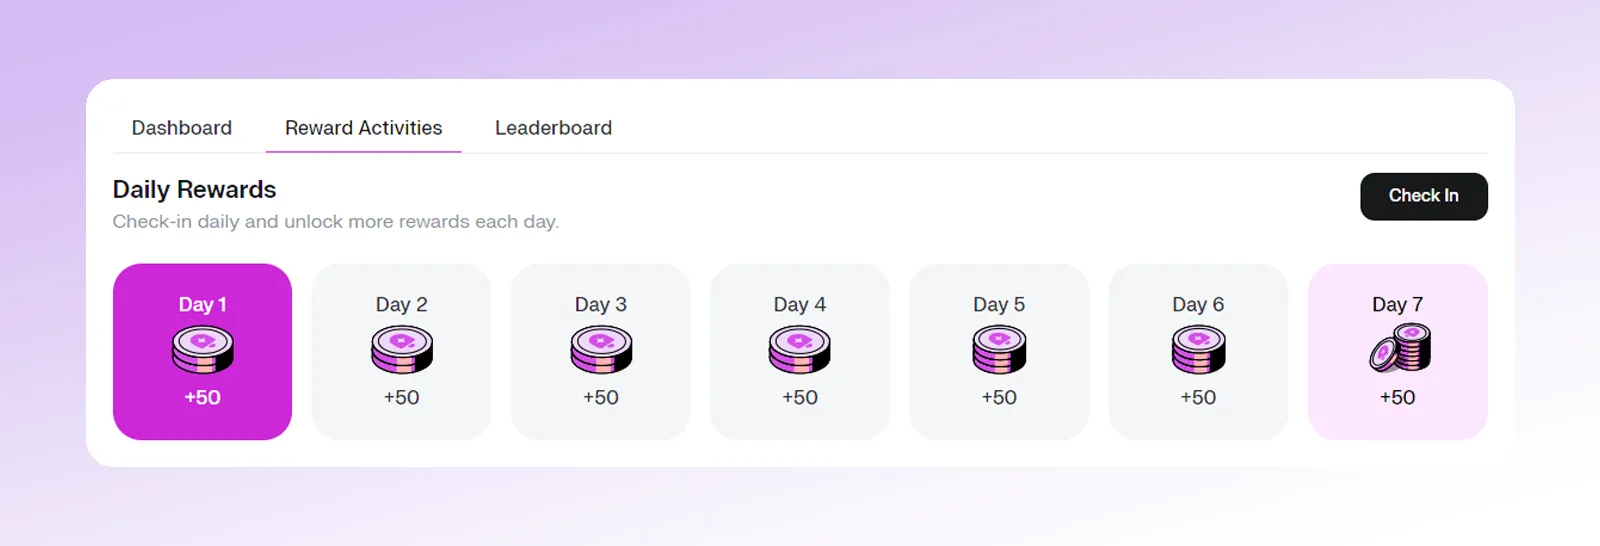 Dashboard Reward Activities Leaderboard
Daily Rewards
Check-in daily and unlock more rewards each day.
Check In
Day 1 Day 2 Day 3 Day 4 Day 5 Day 6 Day 7
+50 +50 +50 +50 +50 +50 +50